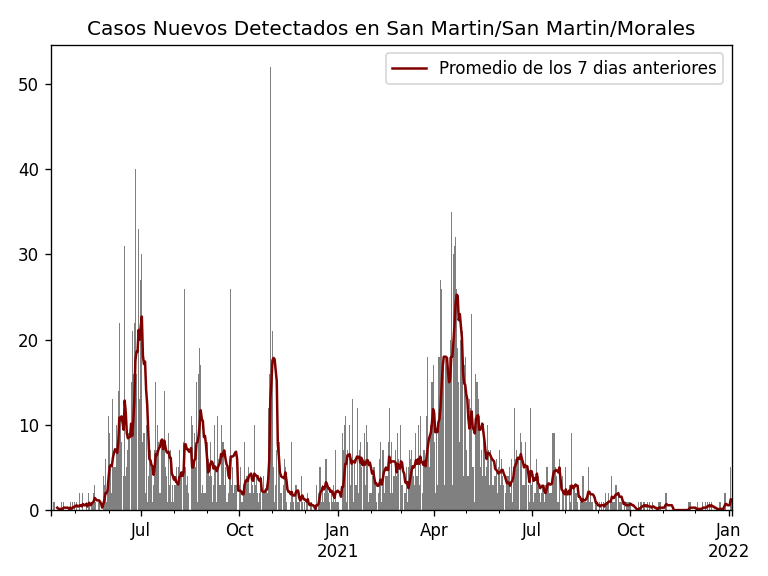 Casos Nuevos Detectados en San Martin/San Martin/Morales
Promedio de los 7 dias anteriores
50
40
30
20
10
0
Jul Oct Jan Apr Jul Oct Jan
2021 2022